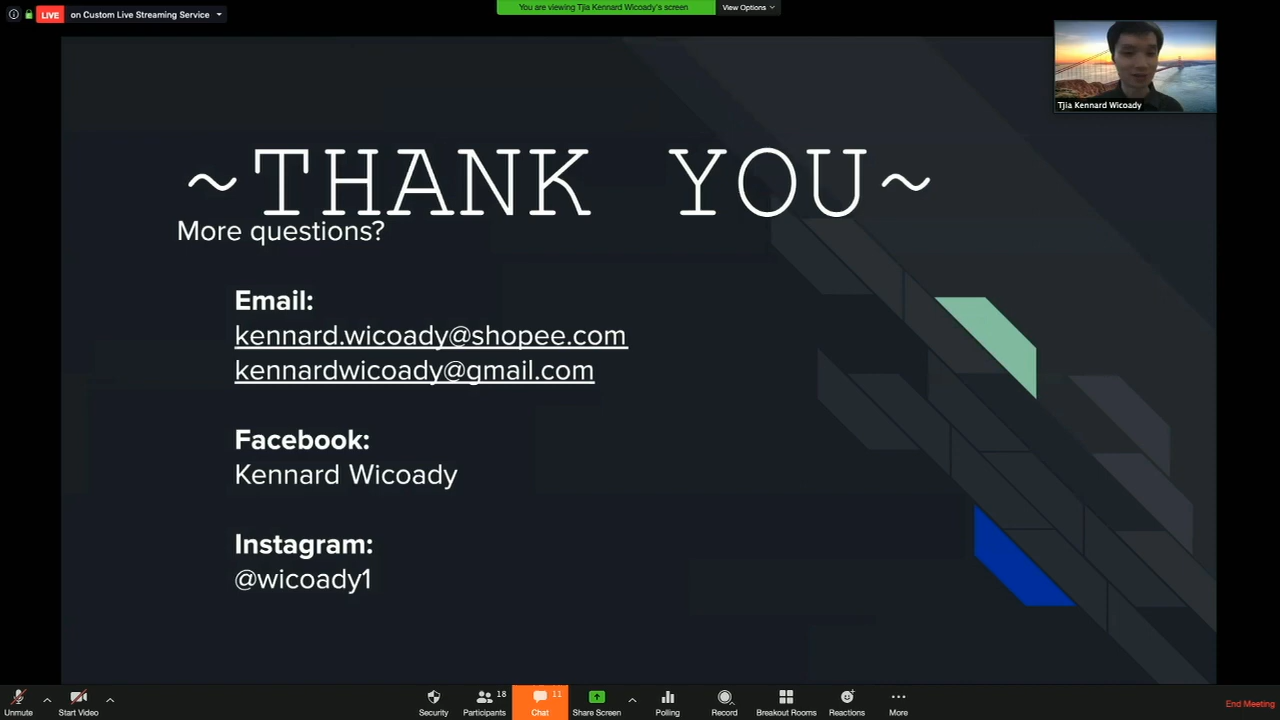 LIVE on Custom Live Streaming Service
You are viewing Tjia Kennard Wicoady's screen
View Options
Tjia Kennard Wicoady
~THANK YOU~
More questions?
Email:
kennard.wicoady@shopee.com
kennardwicoady@gmail.com
Facebook:
Kennard Wicoady
Instagram:
@wicoady1
18
11
Unmute
Start Video
Security
Participants
Chat
Share Screen
Polling
Record
Breakout Rooms
Reactions
More
End Meeting